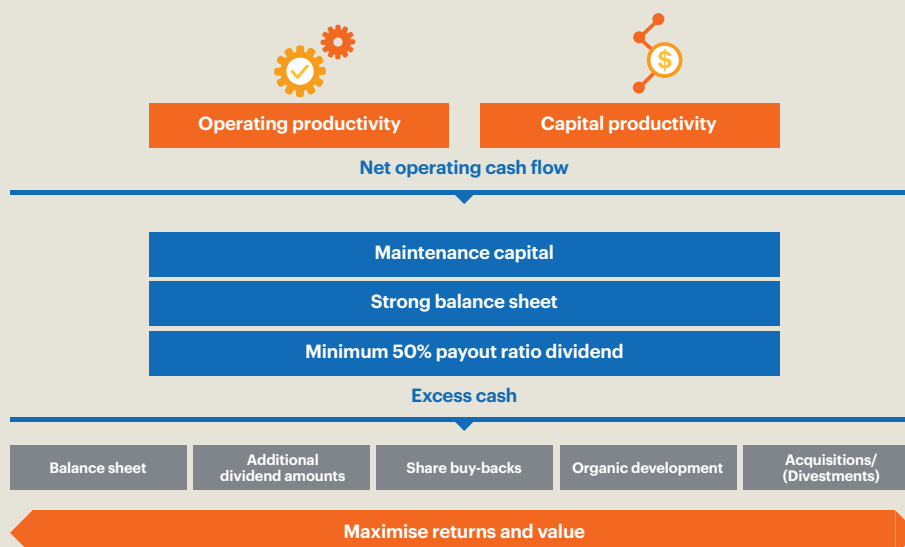 $
Operating productivity
Capital productivity
Net operating cash flow
Maintenance capital
Strong balance sheet
Minimum 50% payout ratio dividend
Excess cash
Balance sheet
Additional
dividend amounts
Share buy-backs
Organic development
Acquisitions/
(Divestments)
Maximise returns and value